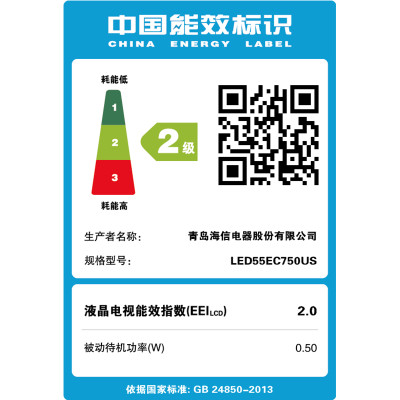 中国能效标识
CHINA ENERGY LABEL
耗能低
1
2
3
耗能高
2级
生产者名称: 青岛海信电器股份有限公司
规格型号: LED55EC750US
液晶电视能效指数(EEILCD) 2.0
被动待机功率(W) 0.50
依据国家标准: GB 24850-2013